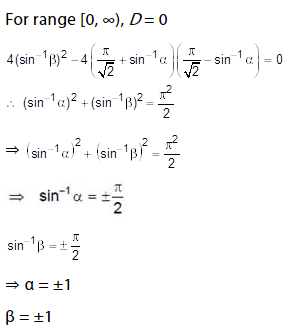 For range [0, ∞), D = 0
4(sin⁻¹β)² − 4(π/√2 + sin⁻¹α)(π/√2 − sin⁻¹α) = 0
∴ (sin⁻¹α)² + (sin⁻¹β)² = π²/2
⇒ (sin⁻¹α)² + (sin⁻¹β)² = π²/2
⇒ sin⁻¹α = ±π/2
sin⁻¹β = ±π/2
⇒ α = ±1
β = ±1